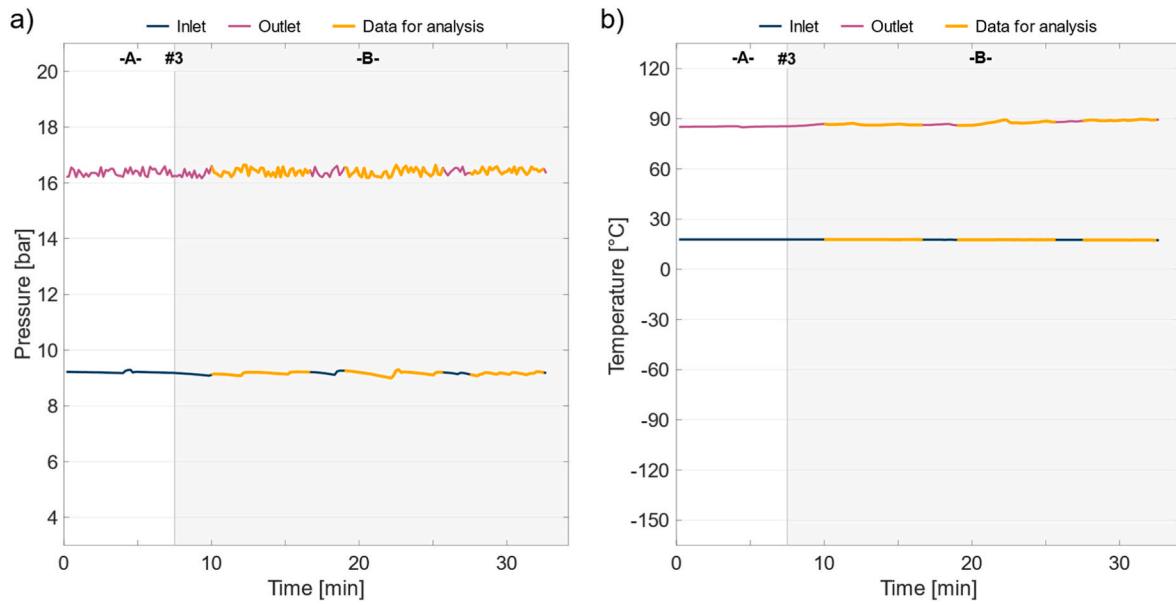 a)
Inlet Outlet Data for analysis
-A- #3 -B-
20
18
16
14
12
10
8
6
4
Pressure [bar]
0 10 20 30
Time [min]
b)
Inlet Outlet Data for analysis
-A- #3 -B-
120
90
60
30
0
-30
-60
-90
-120
-150
Temperature [°C]
0 10 20 30
Time [min]